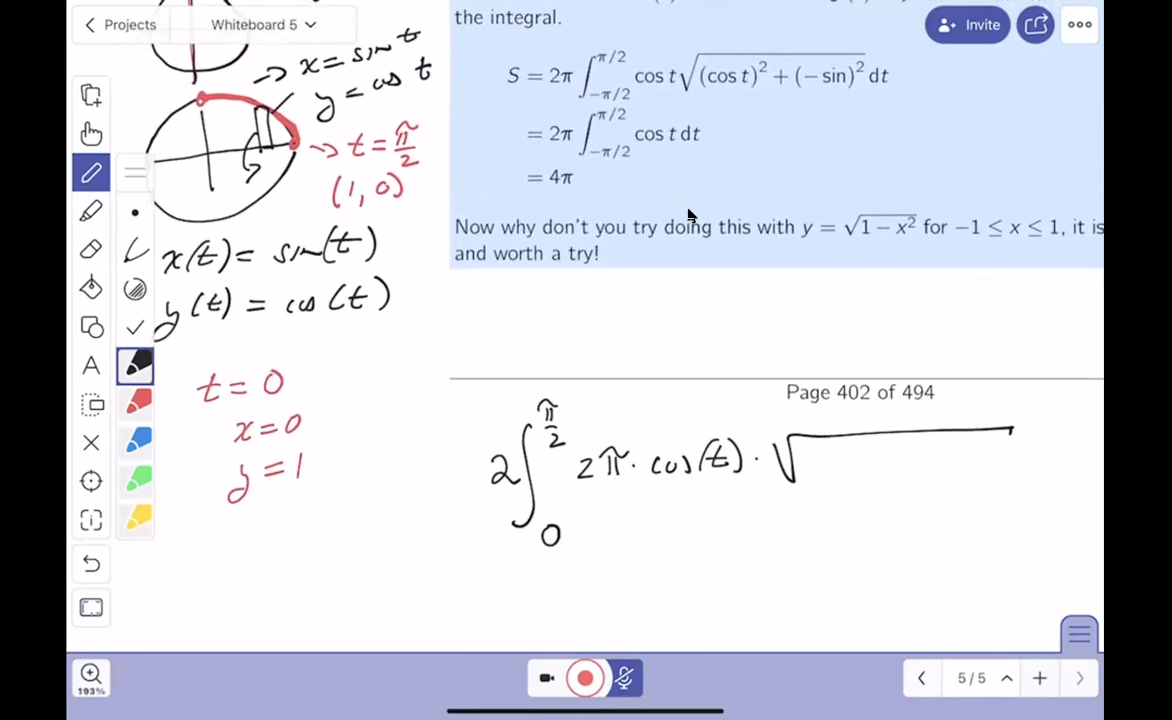 Projects
Whiteboard 5
Invite
the integral.
S = 2π ∫_{−π/2}^{π/2} cos t √((cos t)² + (− sin)²) dt
= 2π ∫_{−π/2}^{π/2} cos t dt
= 4π
Now why don't you try doing this with y = √(1 − x²) for −1 ≤ x ≤ 1, it is
and worth a try!
Page 402 of 494
→ x = sin t
y = cos t
→ t = π/2
(1, 0)
x(t) = sin(t)
y(t) = cos(t)
t = 0
x = 0
y = 1
2 ∫_0^{π/2} 2π · cos(t) · √
A
193%
5/5